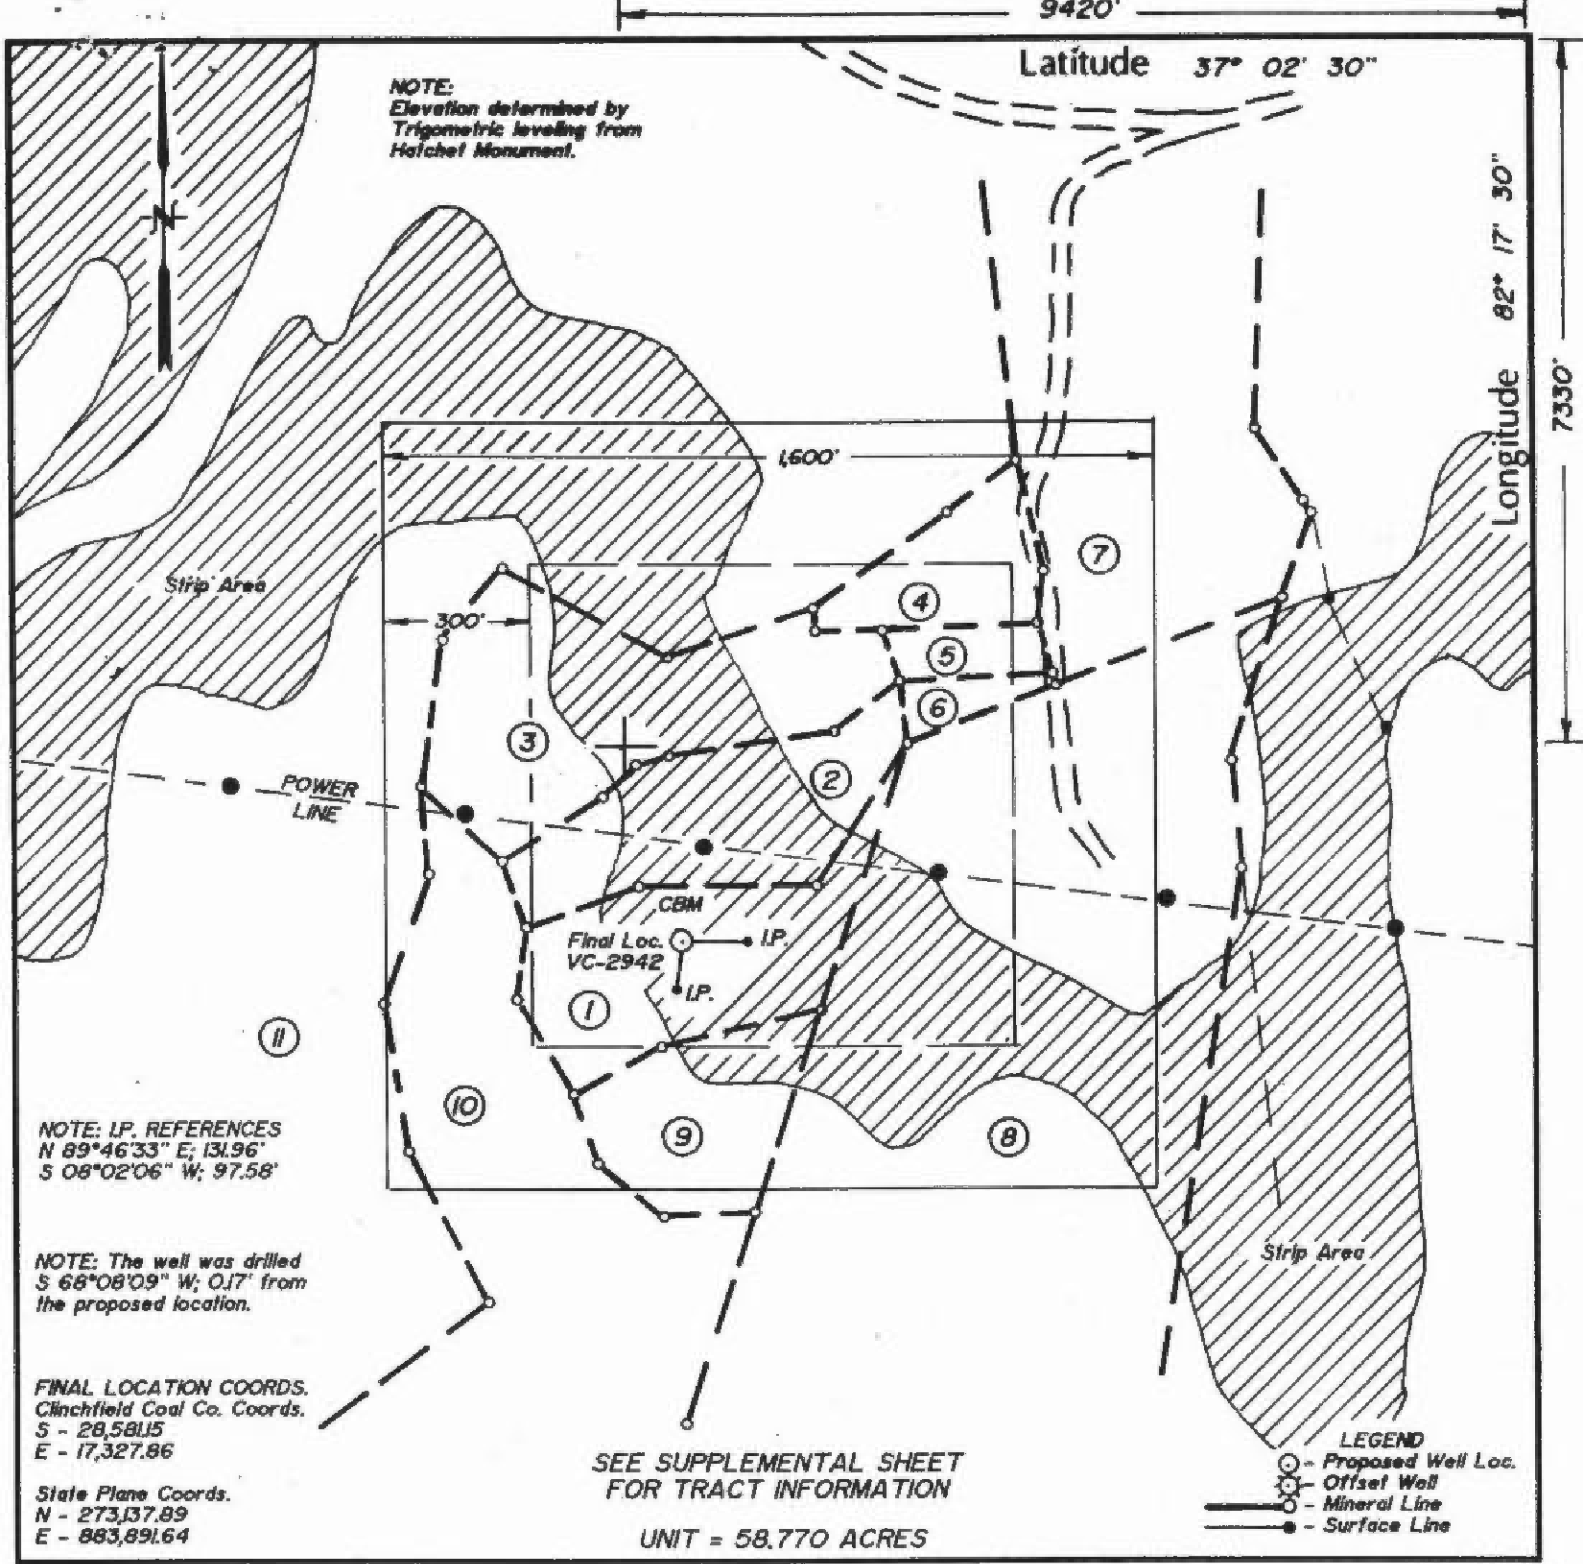 9420'
Latitude 37° 02' 30"
NOTE:
Elevation determined by
Trigometric leveling from
Hatchet Monument.
N
Longitude 82° 17' 30"
7330'
1,600'
7
Strip Area
4
300'
5
6
3
2
POWER
LINE
CBM
Final Loc.
VC-2942
I.P.
I.P.
1
11
10
9
8
NOTE: I.P. REFERENCES
N 89°46'33" E; 131.96'
S 08°02'06" W; 97.58'
NOTE: The well was drilled
S 68°08'09" W; 0.17' from
the proposed location.
Strip Area
FINAL LOCATION COORDS.
Clinchfield Coal Co. Coords.
S - 28,581.15
E - 17,327.86
State Plane Coords.
N - 273,137.89
E - 883,891.64
SEE SUPPLEMENTAL SHEET
FOR TRACT INFORMATION
UNIT = 58.770 ACRES
LEGEND
- Proposed Well Loc.
- Offset Well
- Mineral Line
- Surface Line